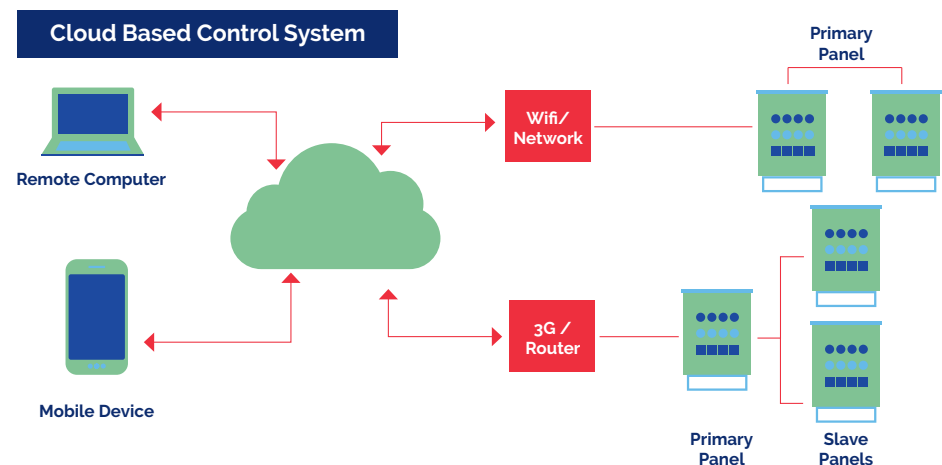 Cloud Based Control System
Primary
Panel
Wifi/
Network
Remote Computer
3G /
Router
Mobile Device
Primary
Panel
Slave
Panels